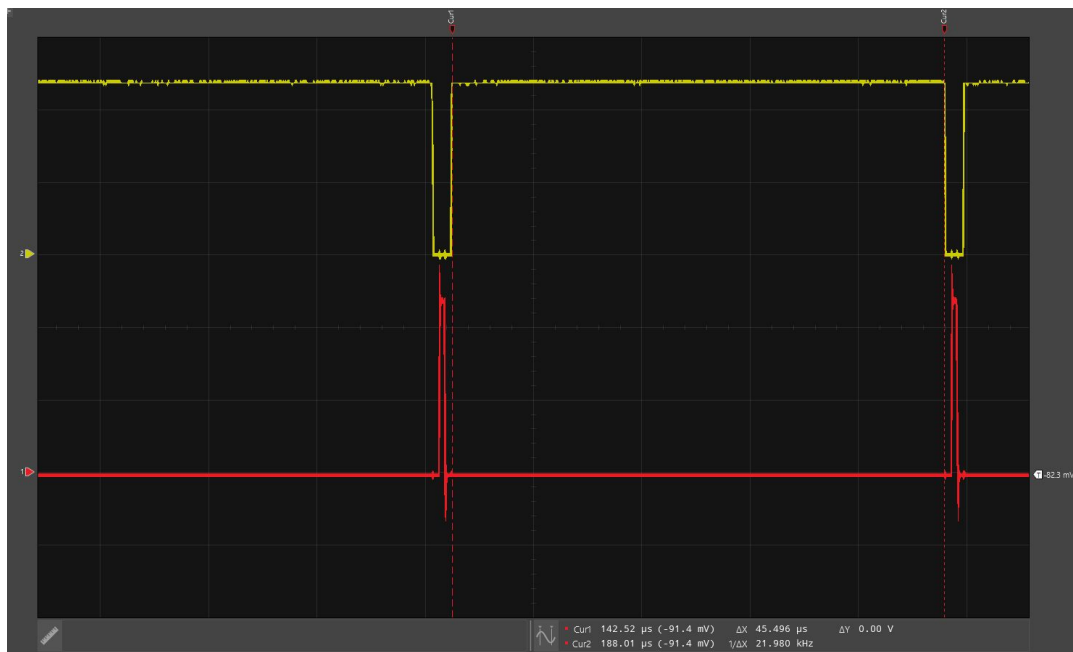 Cur1
Cur2
2
1
T -82.3 mV
Cur1 142.52 µs (-91.4 mV) ΔX 45.496 µs ΔY 0.00 V
Cur2 188.01 µs (-91.4 mV) 1/ΔX 21.980 kHz